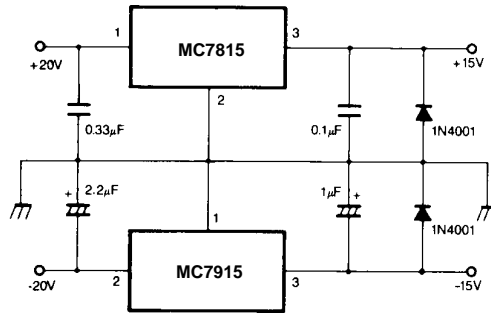 1
MC7815
3
+20V
+15V
2
0.33µF
0.1µF
1N4001
+
2.2µF
1µF
+
1
1N4001
2
MC7915
3
-20V
-15V